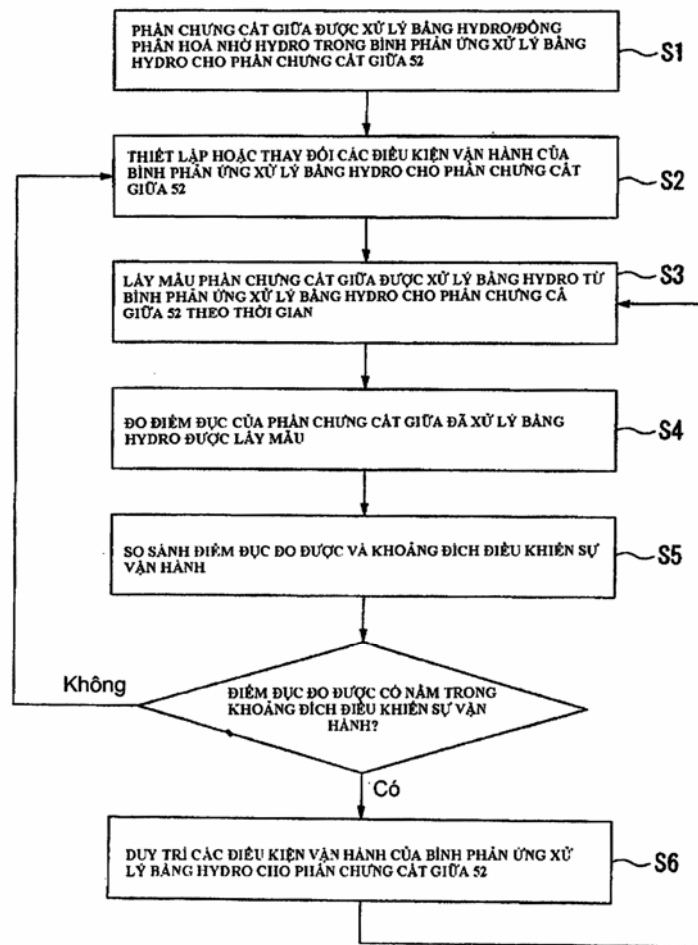 PHẦN CHƯNG CẤT GIỮA ĐƯỢC XỬ LÝ BẰNG HYDRO/ĐỒNG
PHÂN HOÁ NHỜ HYDRO TRONG BÌNH PHẢN ỨNG XỬ LÝ BẰNG
HYDRO CHO PHẦN CHƯNG CẤT GIỮA 52
S1
THIẾT LẬP HOẶC THAY ĐỔI CÁC ĐIỀU KIỆN VẬN HÀNH CỦA
BÌNH PHẢN ỨNG XỬ LÝ BẰNG HYDRO CHO PHẦN CHƯNG CẤT
GIỮA 52
S2
LẤY MẪU PHẦN CHƯNG CẤT GIỮA ĐƯỢC XỬ LÝ BẰNG HYDRO TỪ
BÌNH PHẢN ỨNG XỬ LÝ BẰNG HYDRO CHO PHẦN CHƯNG CẢ
GIỮA 52 THEO THỜI GIAN
S3
ĐO ĐIỂM ĐỤC CỦA PHẦN CHƯNG CẤT GIỮA ĐÃ XỬ LÝ BẰNG
HYDRO ĐƯỢC LẤY MẪU
S4
SO SÁNH ĐIỂM ĐỤC ĐO ĐƯỢC VÀ KHOẢNG ĐÍCH ĐIỀU KHIỂN SỰ
VẬN HÀNH
S5
Không
ĐIỂM ĐỤC ĐO ĐƯỢC CÓ NẰM TRONG
KHOẢNG ĐÍCH ĐIỀU KHIỂN SỰ VẬN
HÀNH?
Có
DUY TRÌ CÁC ĐIỀU KIỆN VẬN HÀNH CỦA BÌNH PHẢN ỨNG XỬ
LÝ BẰNG HYDRO CHO PHẦN CHƯNG CẤT GIỮA 52
S6